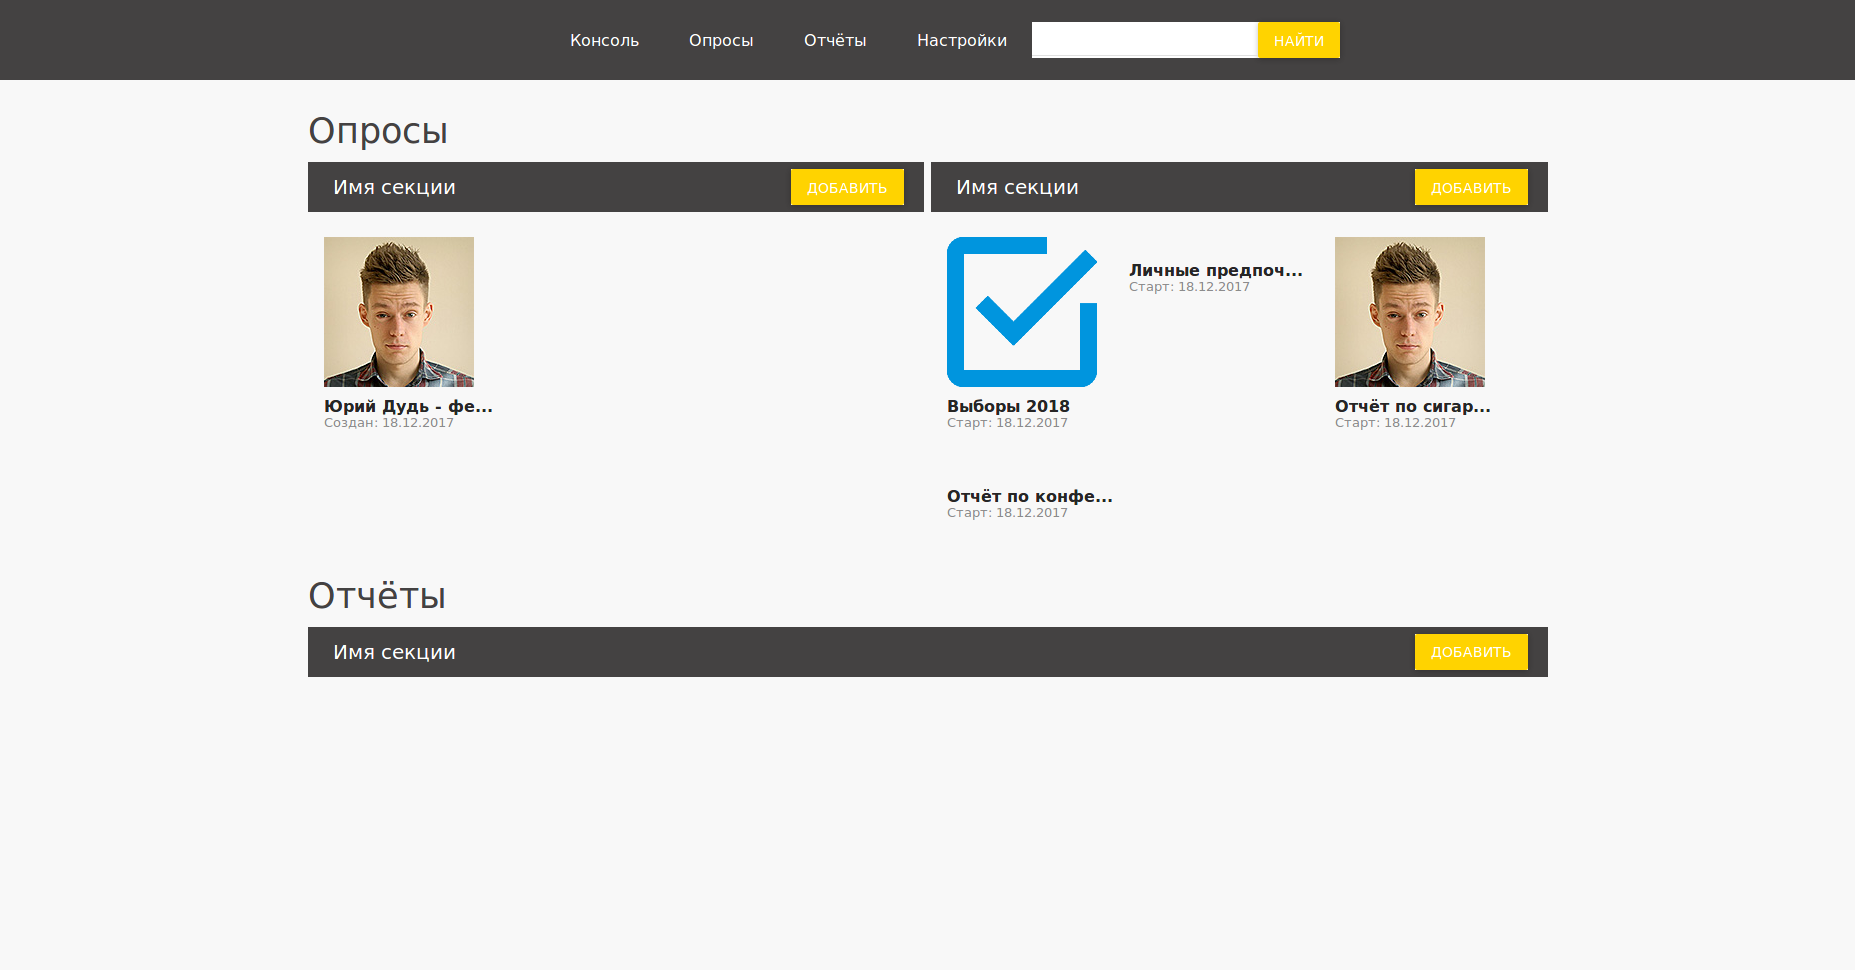 Консоль Опросы Отчёты Настройки НАЙТИ
Опросы
Имя секции ДОБАВИТЬ
Имя секции ДОБАВИТЬ
Юрий Дудь - фе...
Создан: 18.12.2017
Выборы 2018
Старт: 18.12.2017
Личные предпоч...
Старт: 18.12.2017
Отчёт по сигар...
Старт: 18.12.2017
Отчёт по конфе...
Старт: 18.12.2017
Отчёты
Имя секции ДОБАВИТЬ